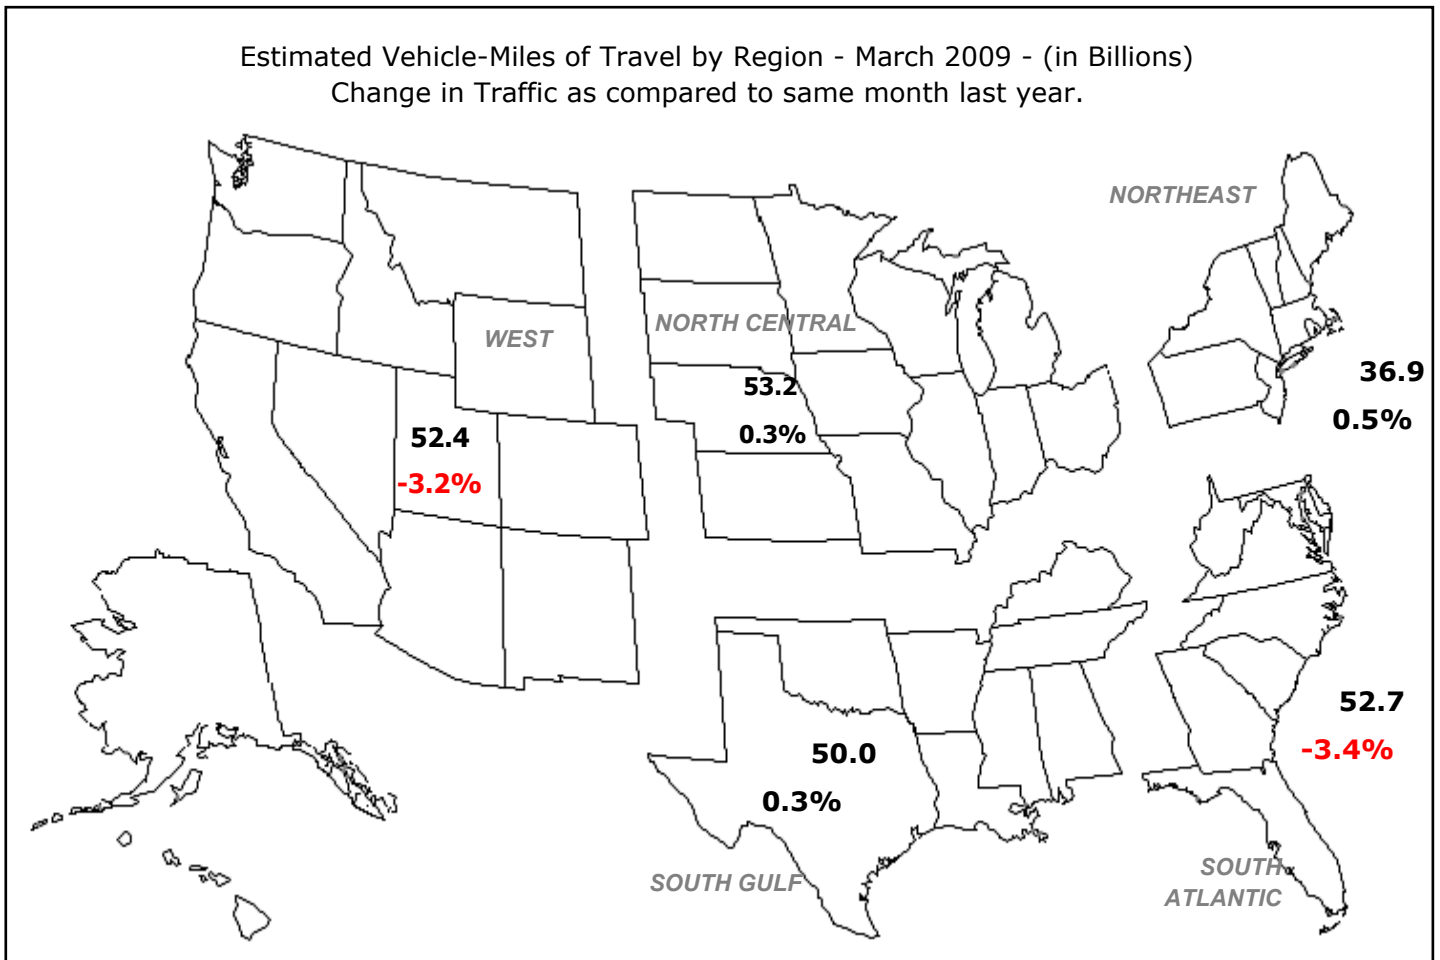 Estimated Vehicle-Miles of Travel by Region - March 2009 - (in Billions)
Change in Traffic as compared to same month last year.
NORTHEAST
WEST
NORTH CENTRAL
36.9
0.5%
53.2
0.3%
52.4
-3.2%
52.7
-3.4%
50.0
0.3%
SOUTH GULF
SOUTH
ATLANTIC